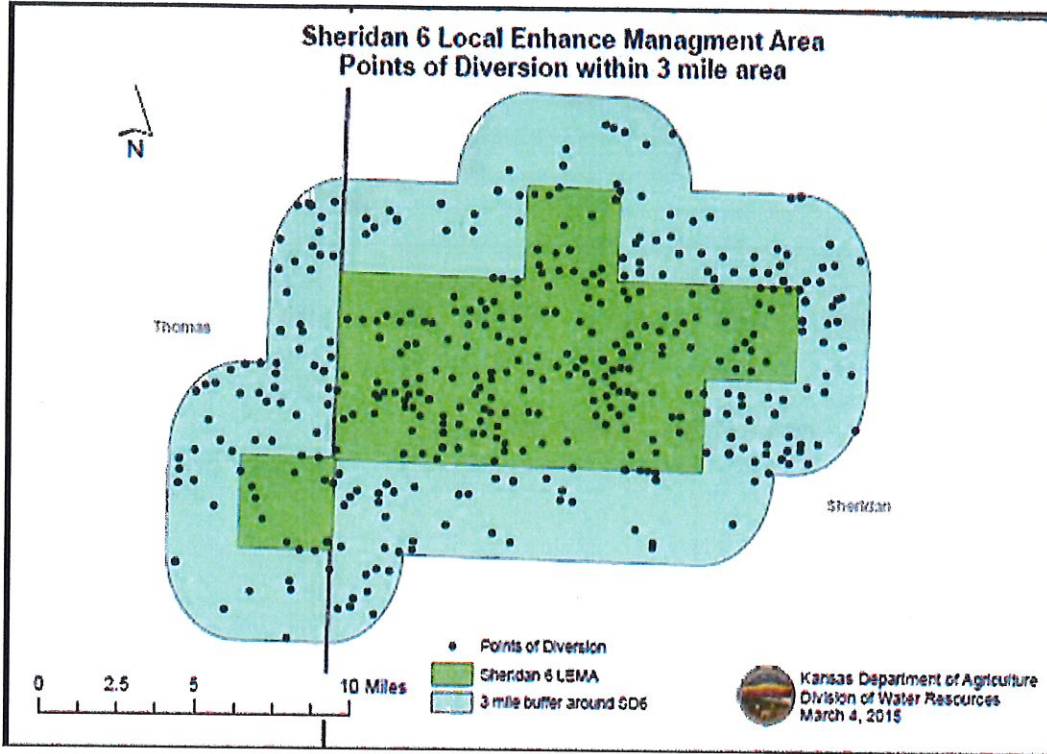 Sheridan 6 Local Enhance Managment Area
Points of Diversion within 3 mile area
N
Thomas
Sheridan
Points of Diversion
Sheridan 6 LEMA
3 mile buffer around SD6
0 2.5 5 10 Miles
Kansas Department of Agriculture
Division of Water Resources
March 4, 2015